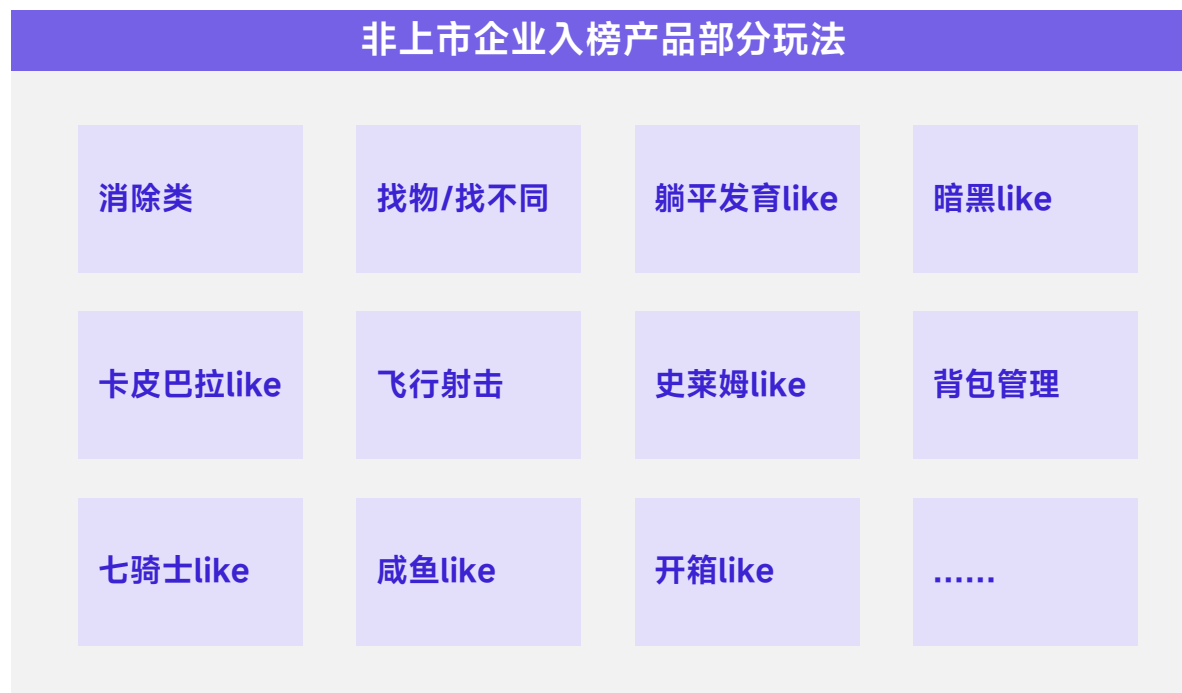 非上市企业入榜产品部分玩法
消除类
找物/找不同
躺平发育like
暗黑like
卡皮巴拉like
飞行射击
史莱姆like
背包管理
七骑士like
咸鱼like
开箱like
......